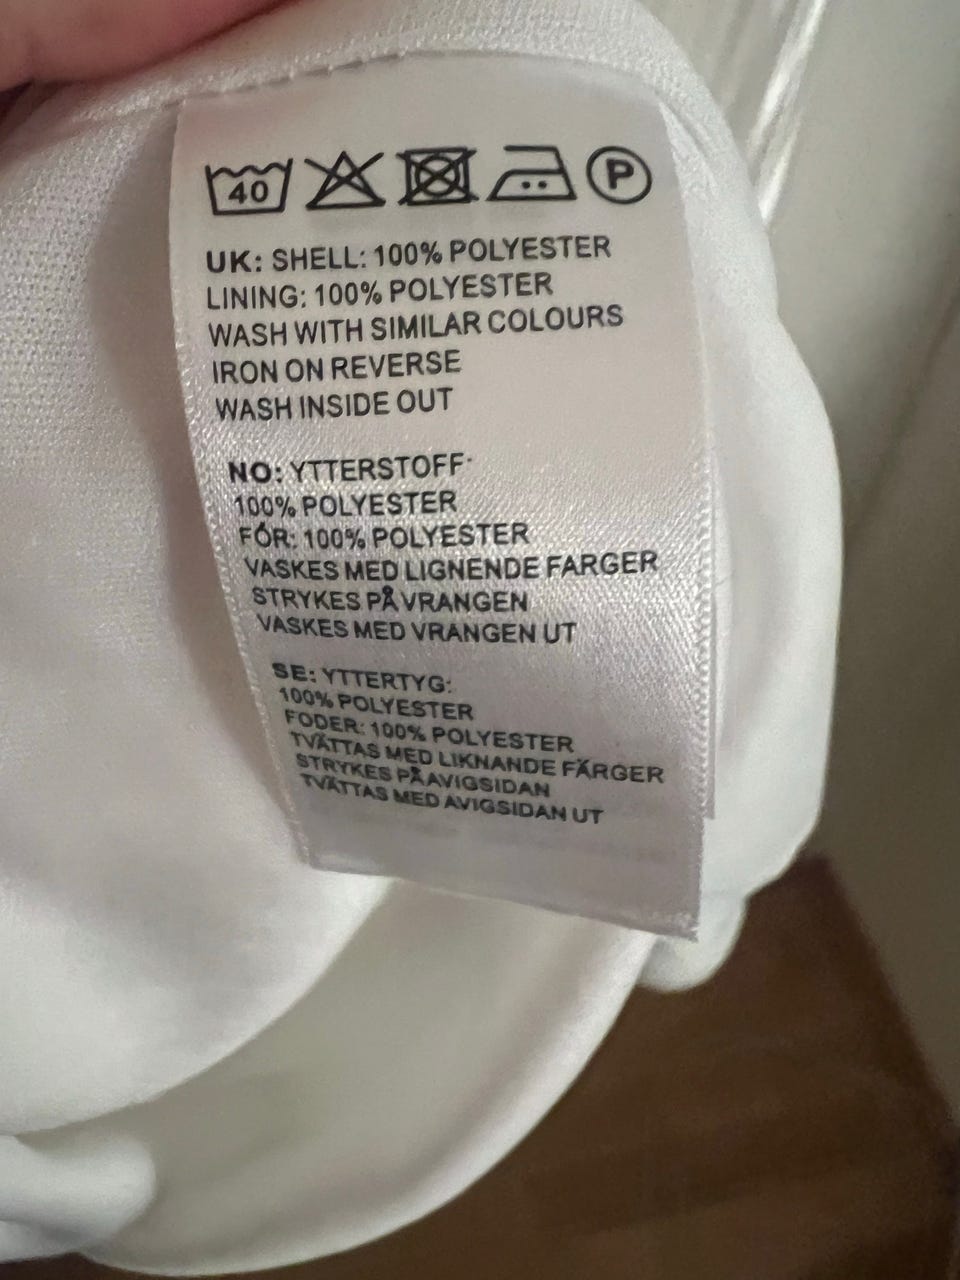 40 P
UK: SHELL: 100% POLYESTER
LINING: 100% POLYESTER
WASH WITH SIMILAR COLOURS
IRON ON REVERSE
WASH INSIDE OUT
NO: YTTERSTOFF:
100% POLYESTER
FÓR: 100% POLYESTER
VASKES MED LIGNENDE FARGER
STRYKES PÅ VRANGEN
VASKES MED VRANGEN UT
SE: YTTERTYG:
100% POLYESTER
FODER: 100% POLYESTER
TVÄTTAS MED LIKNANDE FÄRGER
STRYKES PÅ AVIGSIDAN
TVÄTTAS MED AVIGSIDAN UT